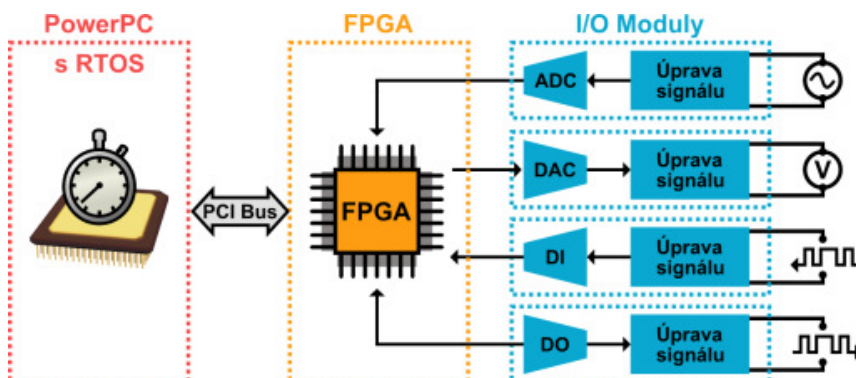 PowerPC
s RTOS
FPGA
I/O Moduly
PCI Bus
FPGA
ADC
Úprava
signálu
DAC
Úprava
signálu
V
DI
Úprava
signálu
DO
Úprava
signálu